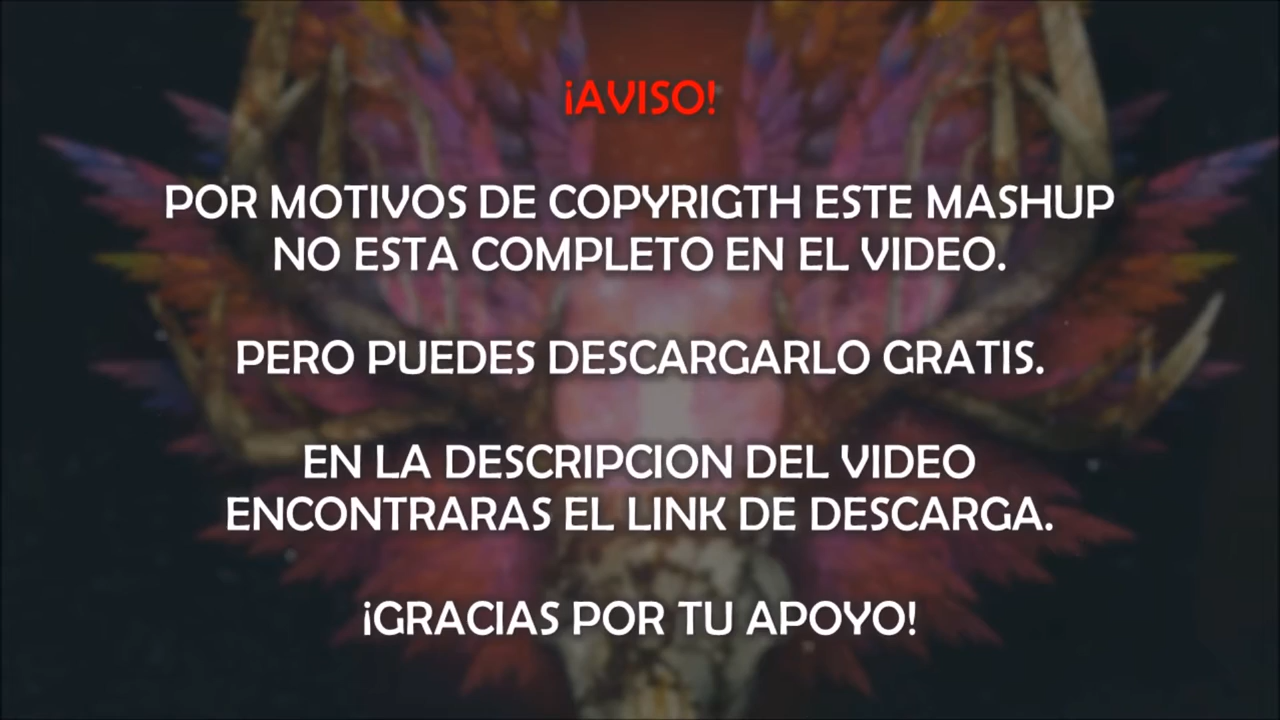 ¡AVISO!
POR MOTIVOS DE COPYRIGTH ESTE MASHUP
NO ESTA COMPLETO EN EL VIDEO.
PERO PUEDES DESCARGARLO GRATIS.
EN LA DESCRIPCION DEL VIDEO
ENCONTRARAS EL LINK DE DESCARGA.
¡GRACIAS POR TU APOYO!